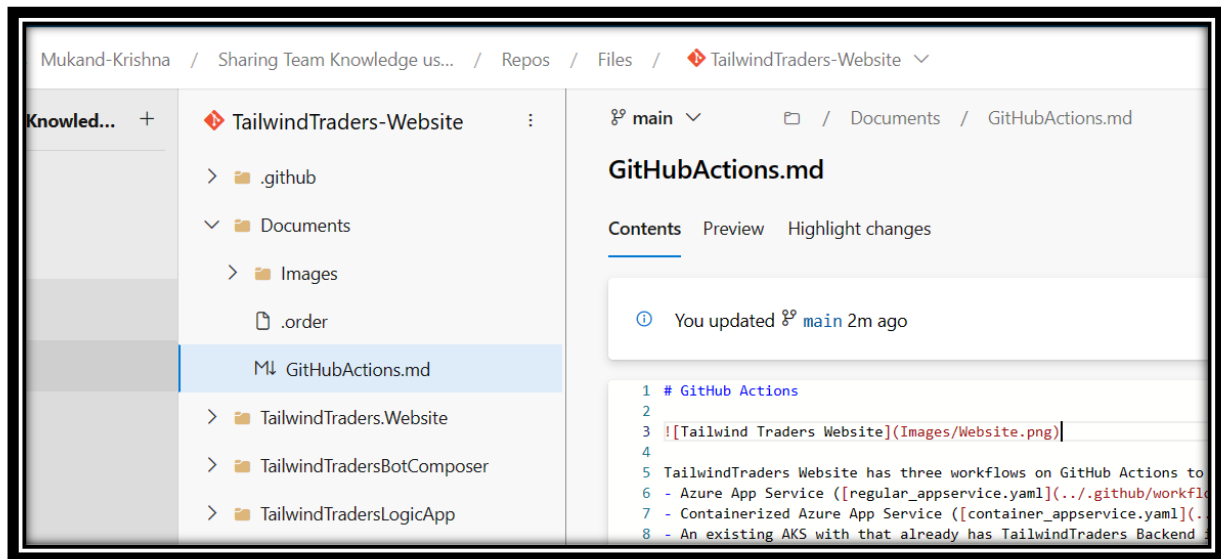 Mukand-Krishna / Sharing Team Knowledge us... / Repos / Files / TailwindTraders-Website
Knowled... +
TailwindTraders-Website
.github
Documents
Images
.order
GitHubActions.md
TailwindTraders.Website
TailwindTradersBotComposer
TailwindTradersLogicApp
main / Documents / GitHubActions.md
GitHubActions.md
Contents Preview Highlight changes
You updated main 2m ago
1 # GitHub Actions
2
3 ![Tailwind Traders Website](Images/Website.png)
4
5 TailwindTraders Website has three workflows on GitHub Actions to
6 - Azure App Service ([regular_appservice.yaml](../.github/workflo
7 - Containerized Azure App Service ([container_appservice.yaml](..
8 - An existing AKS with that already has TailwindTraders Backend